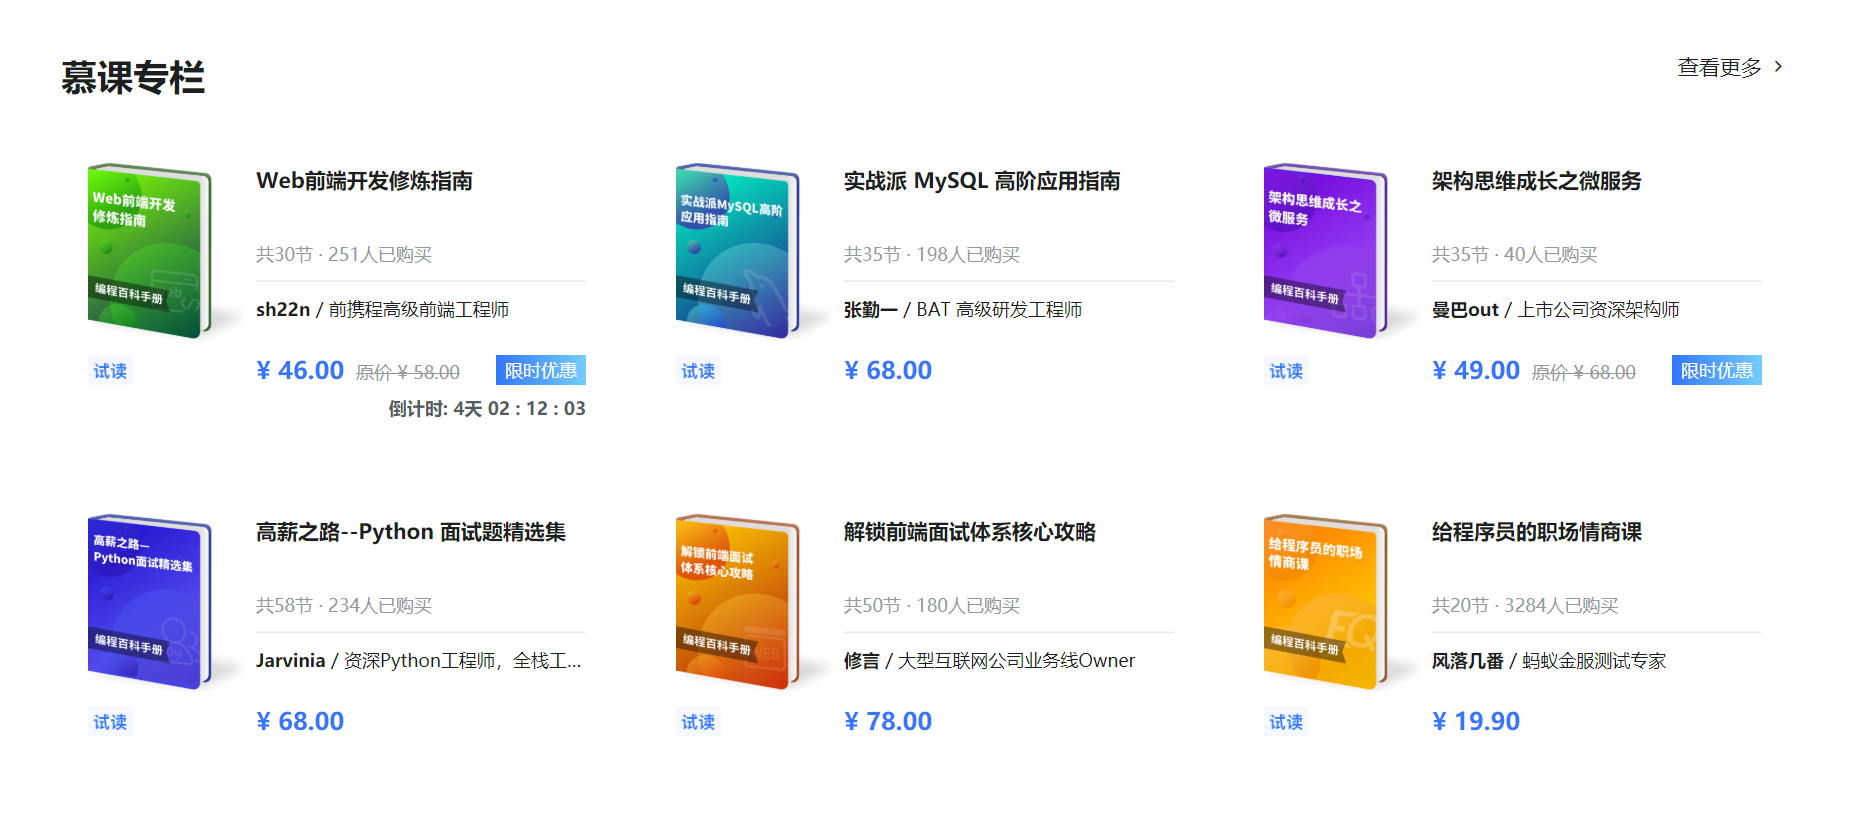 慕课专栏
查看更多
Web前端开发
修炼指南
编程百科手册
试读
Web前端开发修炼指南
共30节 · 251人已购买
sh22n / 前携程高级前端工程师
¥ 46.00 原价 ¥ 58.00 限时优惠
倒计时: 4天 02 : 12 : 03
实战派MySQL高阶
应用指南
编程百科手册
试读
实战派 MySQL 高阶应用指南
共35节 · 198人已购买
张勤一 / BAT 高级研发工程师
¥ 68.00
架构思维成长之
微服务
编程百科手册
试读
架构思维成长之微服务
共35节 · 40人已购买
曼巴out / 上市公司资深架构师
¥ 49.00 原价 ¥ 68.00 限时优惠
高薪之路—
Python面试精选集
编程百科手册
试读
高薪之路--Python 面试题精选集
共58节 · 234人已购买
Jarvinia / 资深Python工程师，全栈工...
¥ 68.00
解锁前端面试
体系核心攻略
WEB
编程百科手册
试读
解锁前端面试体系核心攻略
共50节 · 180人已购买
修言 / 大型互联网公司业务线Owner
¥ 78.00
给程序员的职场
情商课
EQ
编程百科手册
试读
给程序员的职场情商课
共20节 · 3284人已购买
风落几番 / 蚂蚁金服测试专家
¥ 19.90